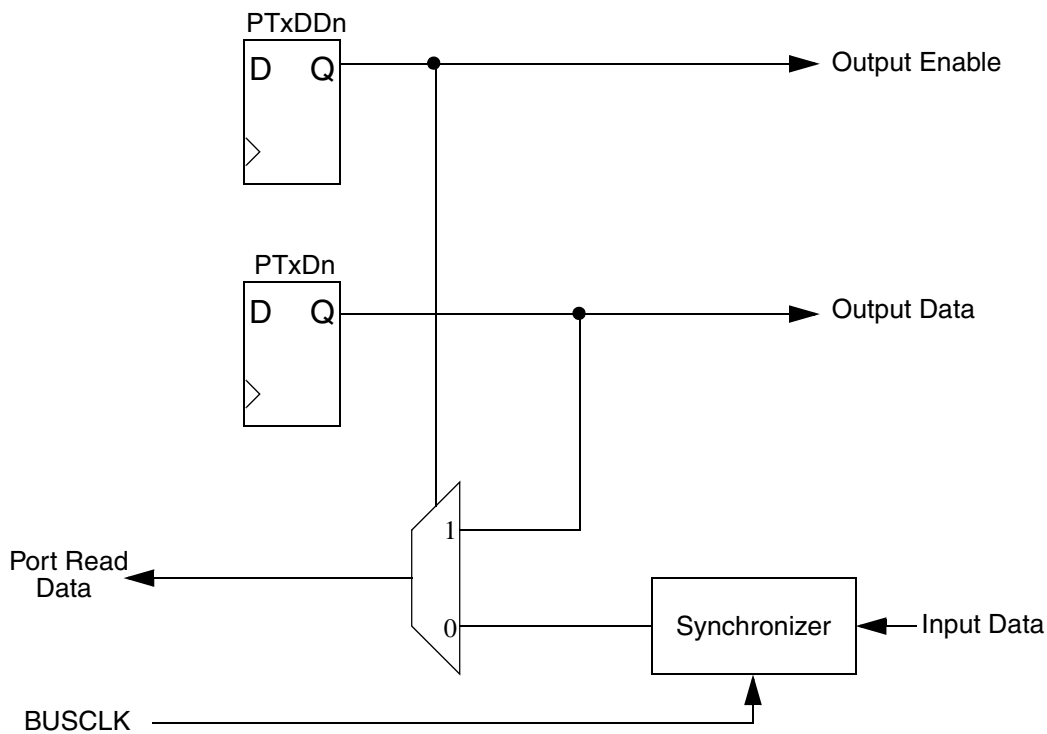 PTxDDn
D Q
Output Enable
PTxDn
D Q
Output Data
1
Port Read
Data
0
Synchronizer
Input Data
BUSCLK